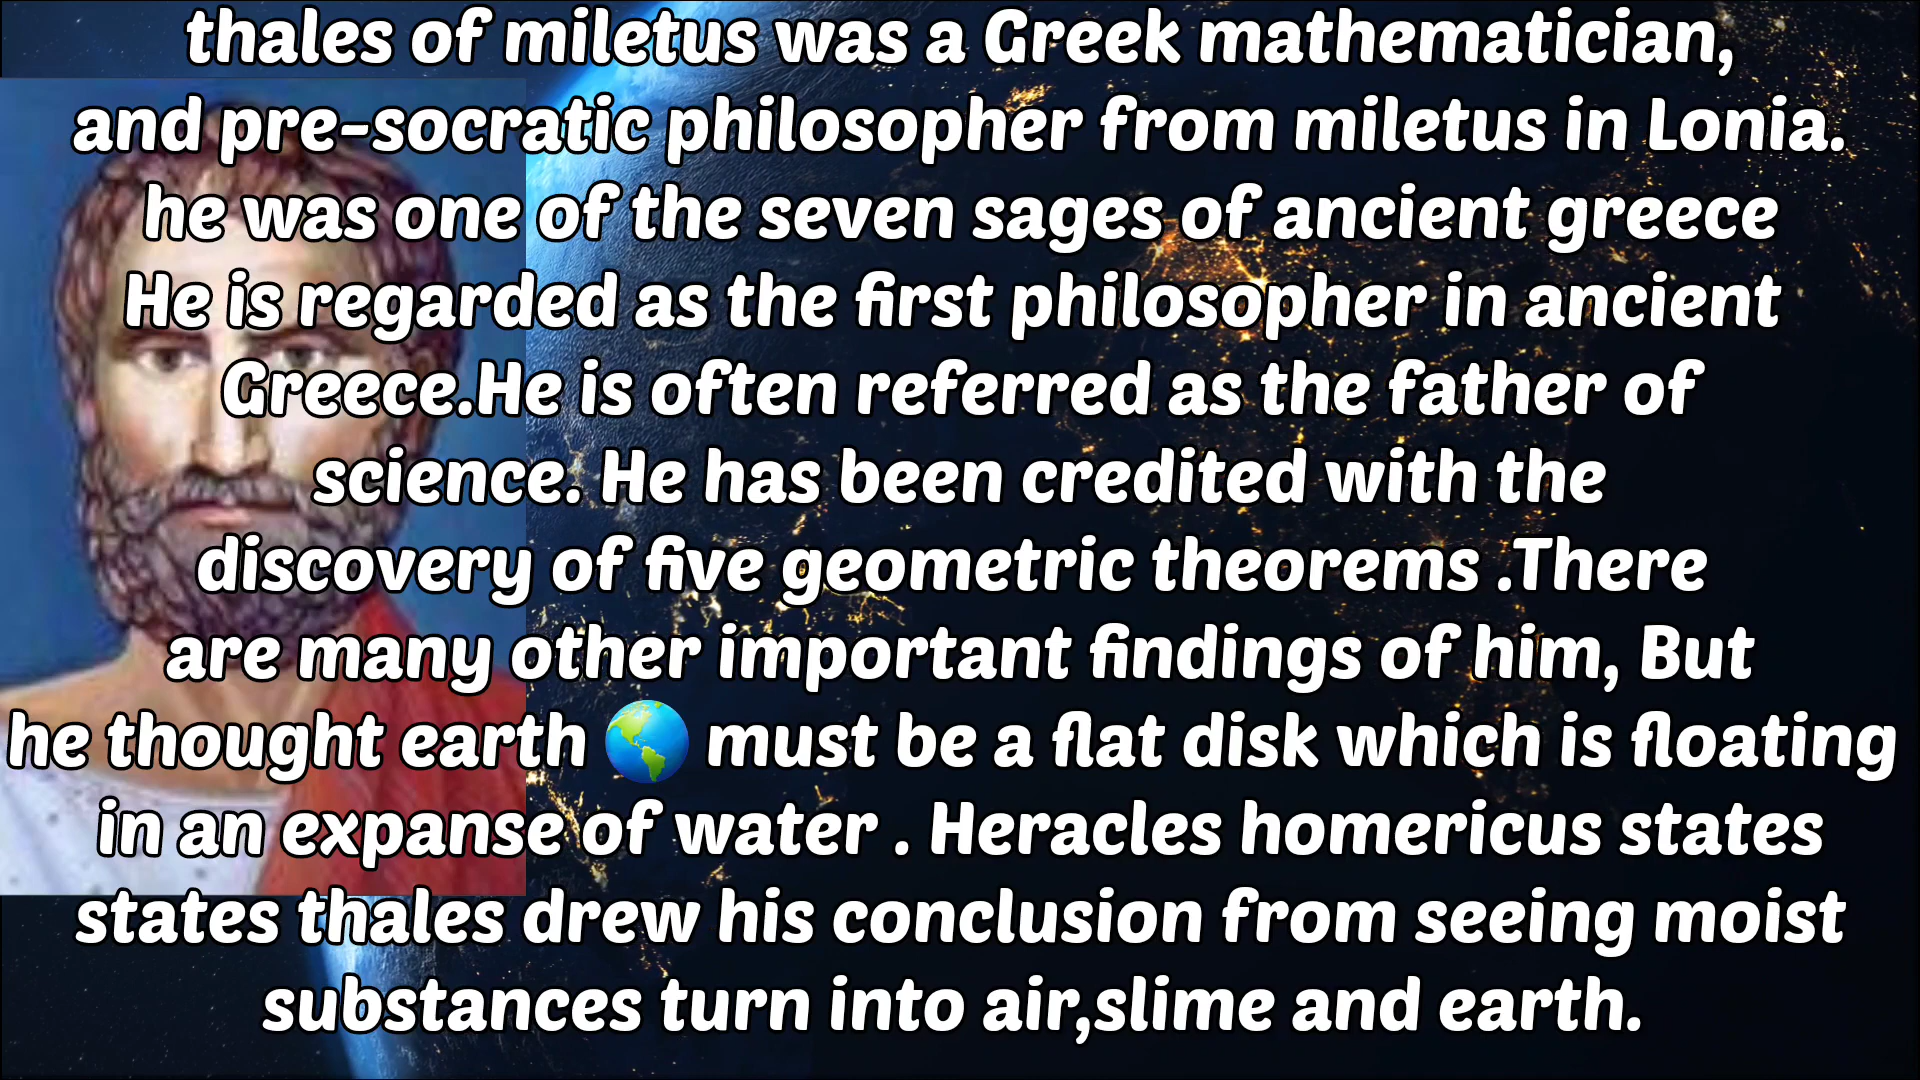 thales of miletus was a Greek mathematician,
and pre-socratic philosopher from miletus in Lonia.
he was one of the seven sages of ancient greece
He is regarded as the first philosopher in ancient
Greece.He is often referred as the father of
science. He has been credited with the
discovery of five geometric theorems .There
are many other important findings of him, But
he thought earth 🌎 must be a flat disk which is floating
in an expanse of water . Heracles homericus states
states thales drew his conclusion from seeing moist
substances turn into air,slime and earth.